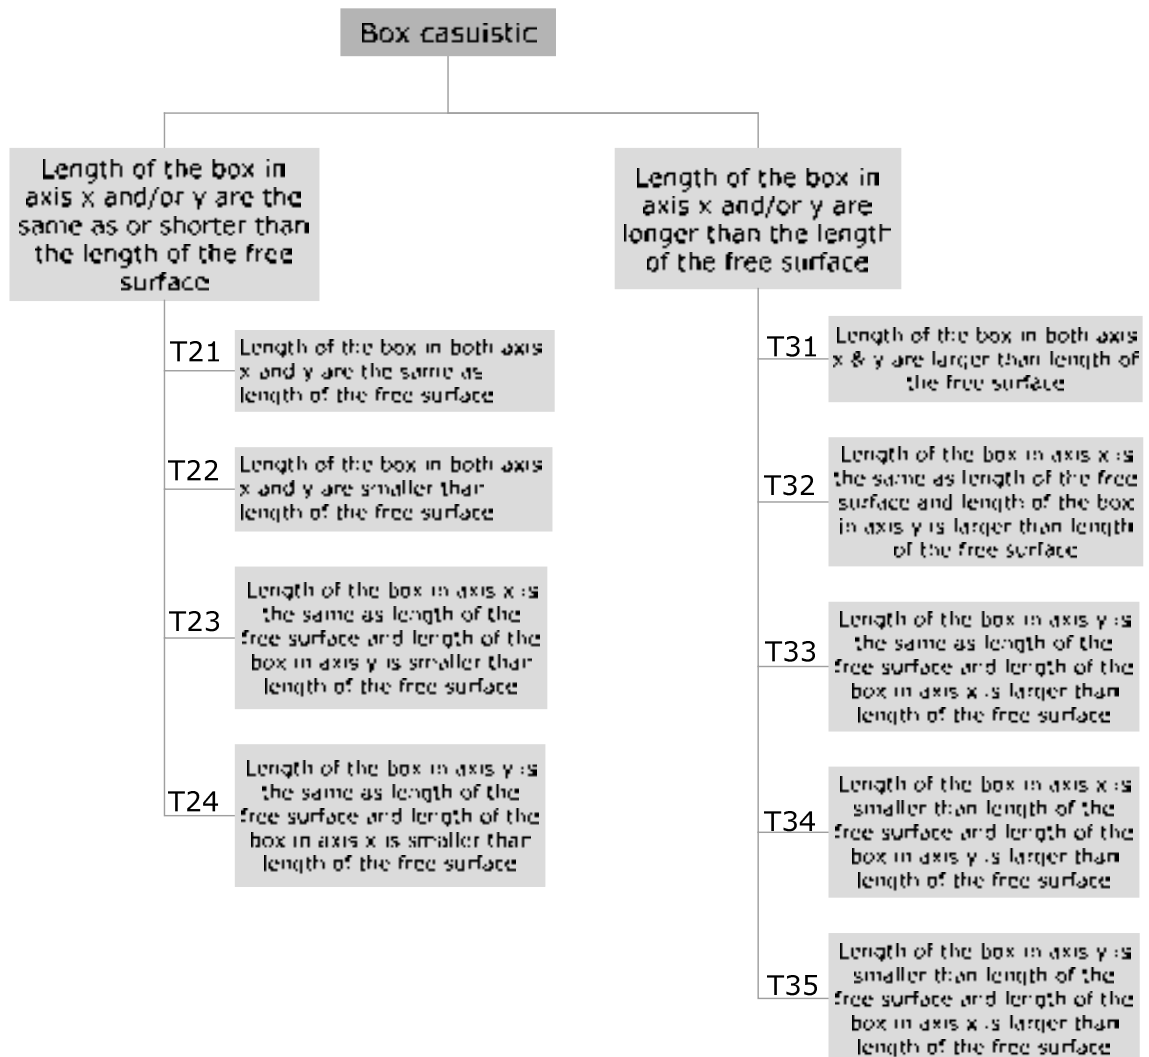 Box casuistic
Length of the box in
axis x and/or y are the
same as or shorter than
the length of the free
surface
T21
Length of the box in both axis
x and y are the same as
length of the free surface
T22
Length of the box in both axis
x and y are smaller than
length of the free surface
T23
Length of the box in axis x is
the same as length of the
free surface and length of the
box in axis y is smaller than
length of the free surface
T24
Length of the box in axis y is
the same as length of the
free surface and length of the
box in axis x is smaller than
length of the free surface
Length of the box in
axis x and/or y are
longer than the length
of the free surface
T31
Length of the box in both axis
x & y are larger than length of
the free surface
T32
Length of the box in axis x is
the same as length of the free
surface and length of the box
in axis y is larger than length
of the free surface
T33
Length of the box in axis y is
the same as length of the
free surface and length of the
box in axis x is larger than
length of the free surface
T34
Length of the box in axis x is
smaller than length of the
free surface and length of the
box in axis y is larger than
length of the free surface
T35
Length of the box in axis y is
smaller than length of the
free surface and length of the
box in axis x is larger than
length of the free surface